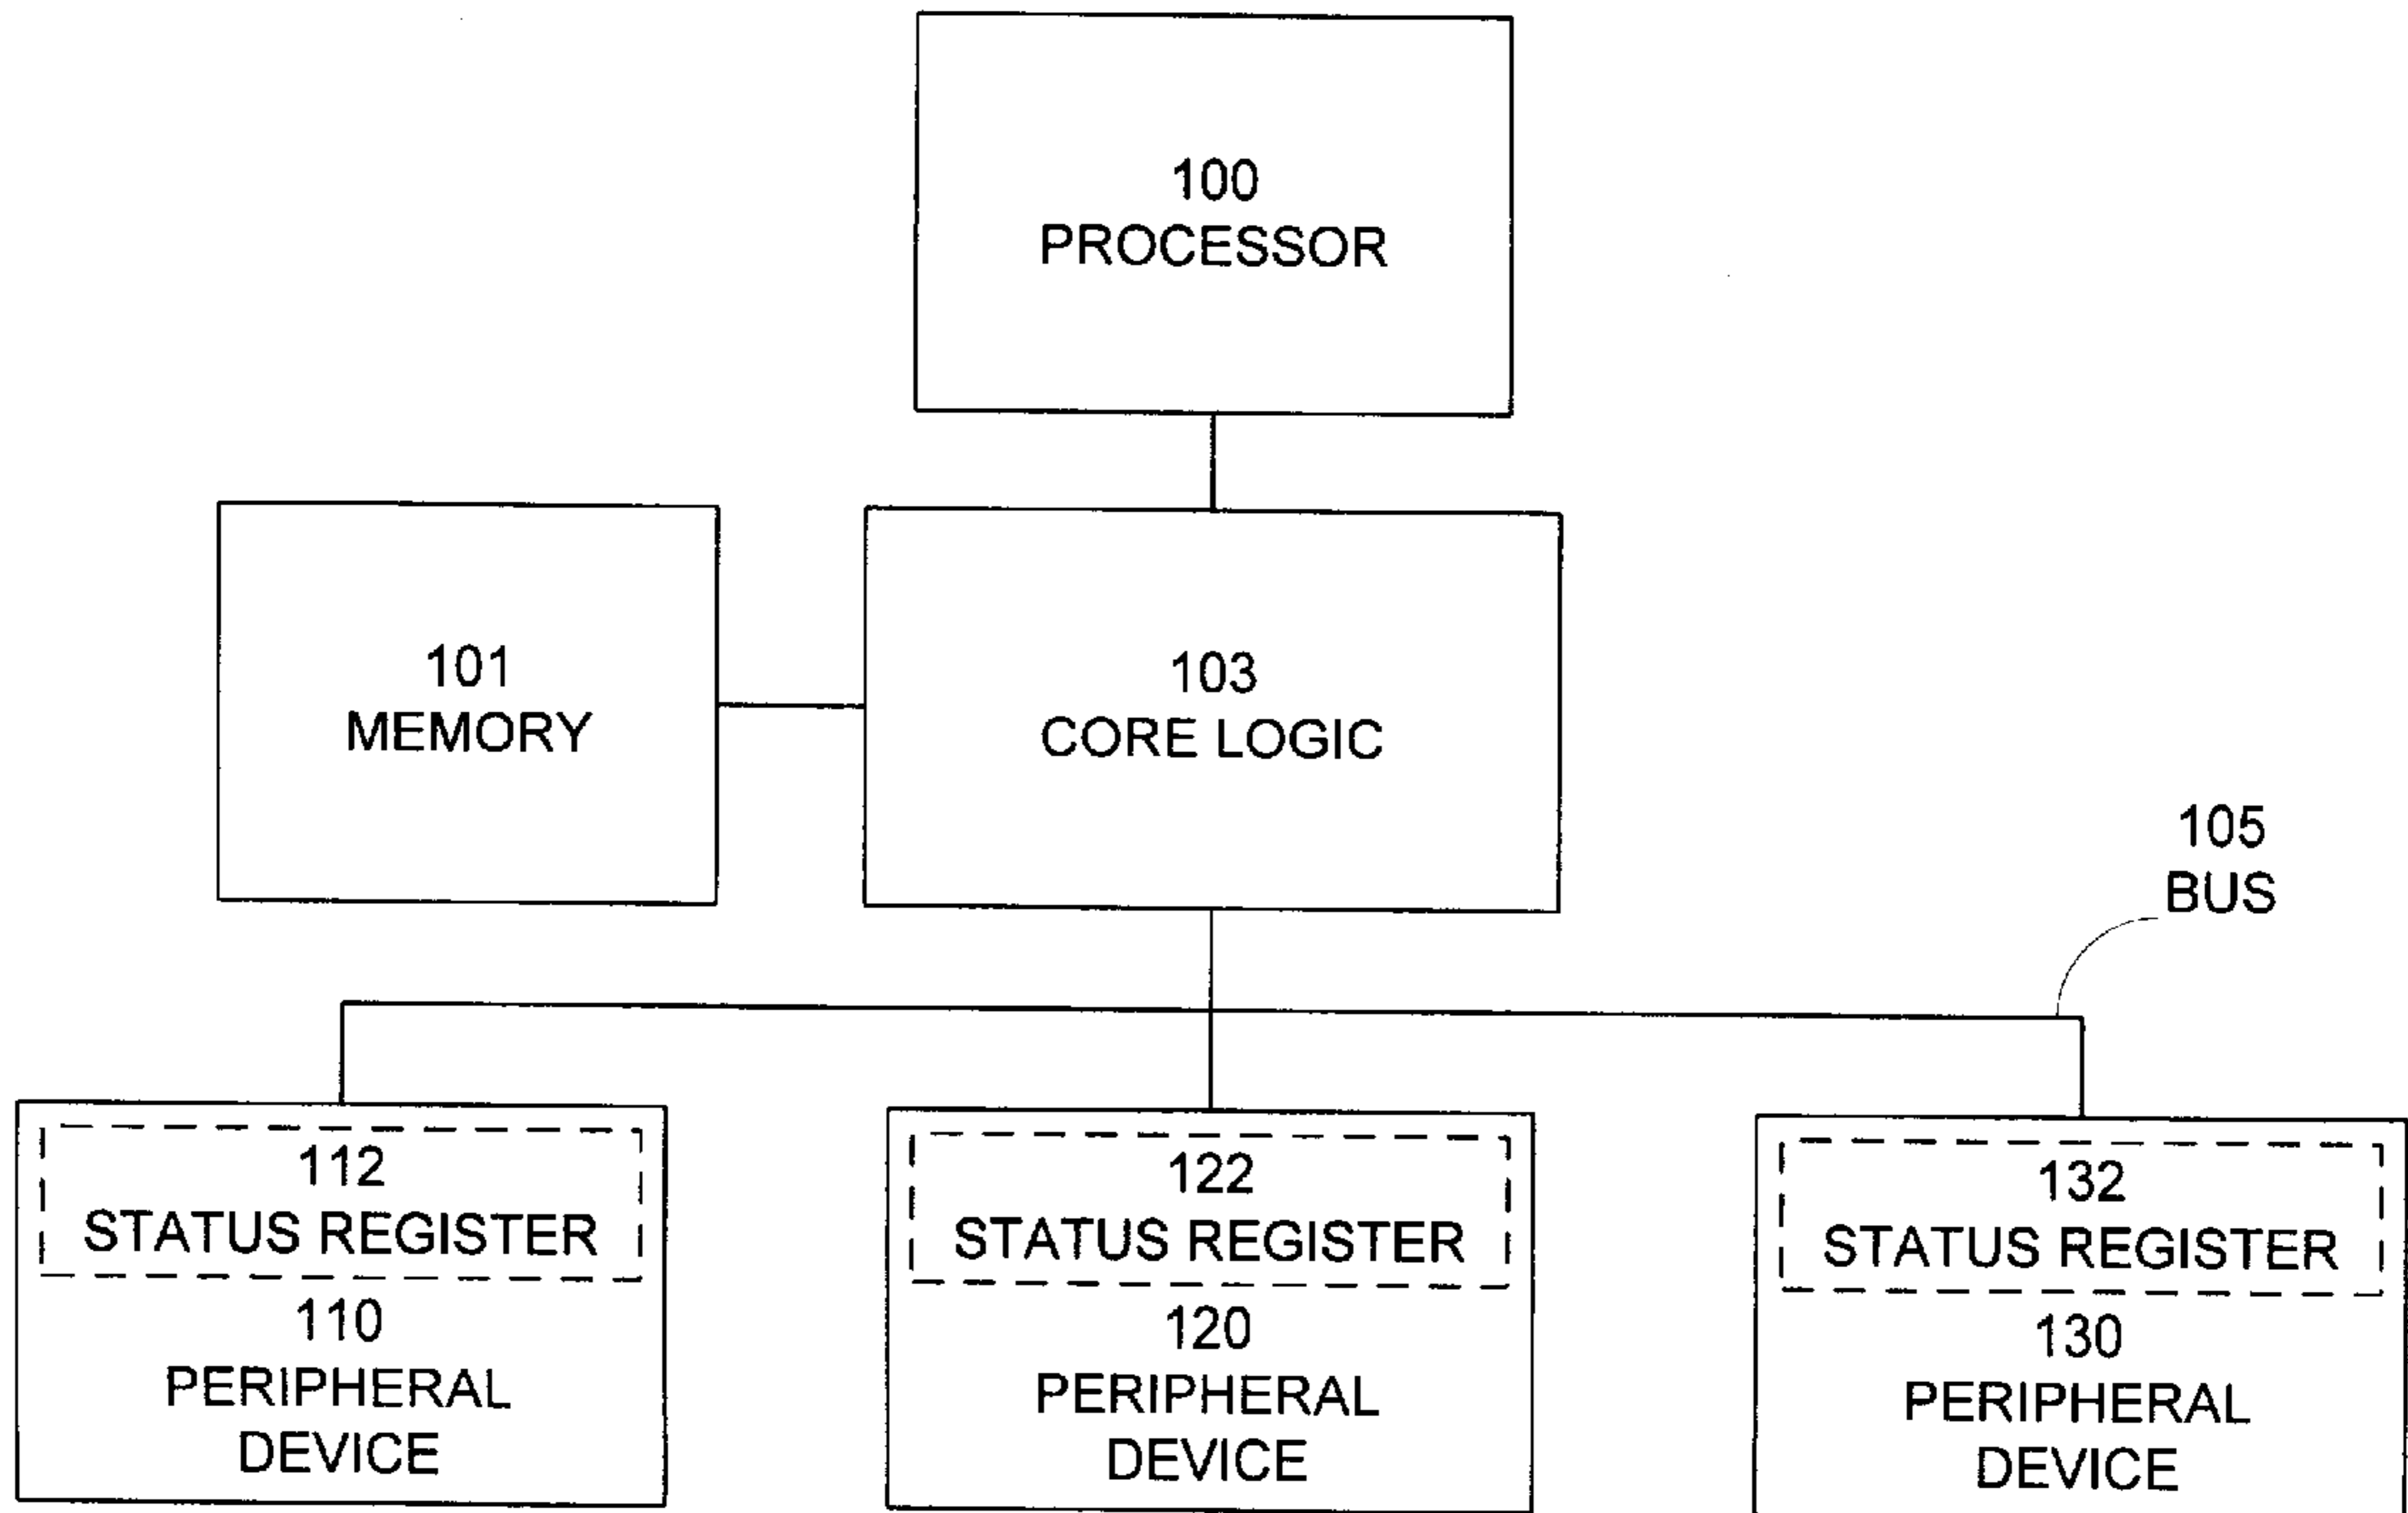 100
PROCESSOR
101
MEMORY
103
CORE LOGIC
105
BUS
112
STATUS REGISTER
110
PERIPHERAL
DEVICE
122
STATUS REGISTER
120
PERIPHERAL
DEVICE
132
STATUS REGISTER
130
PERIPHERAL
DEVICE